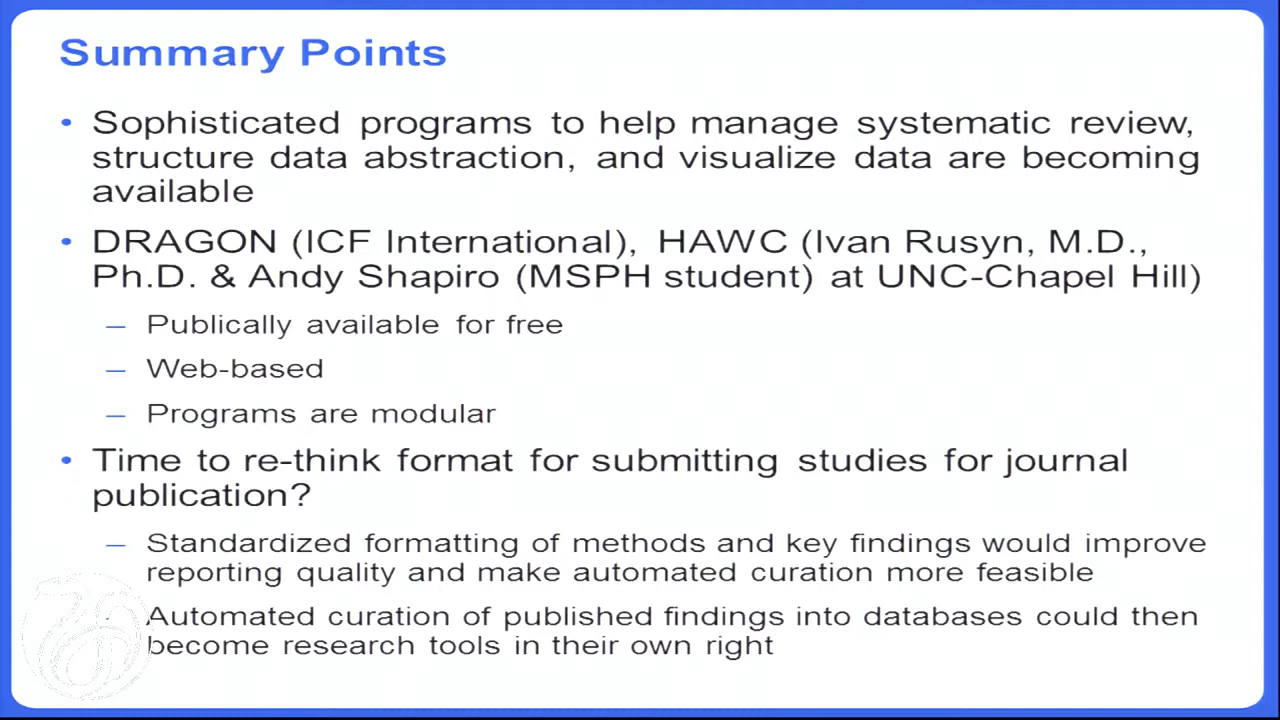 Summary Points
• Sophisticated programs to help manage systematic review,
structure data abstraction, and visualize data are becoming
available
• DRAGON (ICF International), HAWC (Ivan Rusyn, M.D.,
Ph.D. & Andy Shapiro (MSPH student) at UNC-Chapel Hill)
– Publically available for free
– Web-based
– Programs are modular
• Time to re-think format for submitting studies for journal
publication?
– Standardized formatting of methods and key findings would improve
reporting quality and make automated curation more feasible
Automated curation of published findings into databases could then
become research tools in their own right